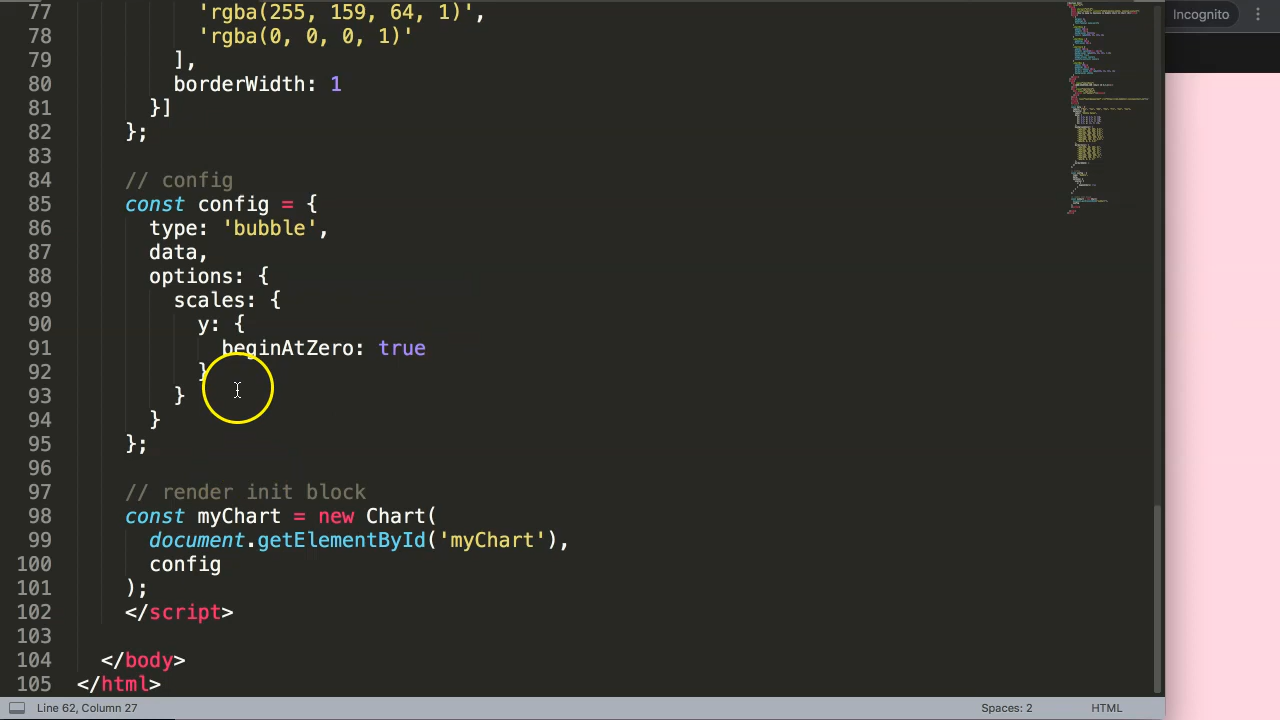 Incognito
77 'rgba(255, 159, 64, 1)',
78 'rgba(0, 0, 0, 1)'
79 ],
80 borderWidth: 1
81 }]
82 };
83
84 // config
85 const config = {
86 type: 'bubble',
87 data,
88 options: {
89 scales: {
90 y: {
91 beginAtZero: true
92 }
93 }
94 }
95 };
96
97 // render init block
98 const myChart = new Chart(
99 document.getElementById('myChart'),
100 config
101 );
102 </script>
103
104 </body>
105 </html>
Line 62, Column 27 Spaces: 2 HTML